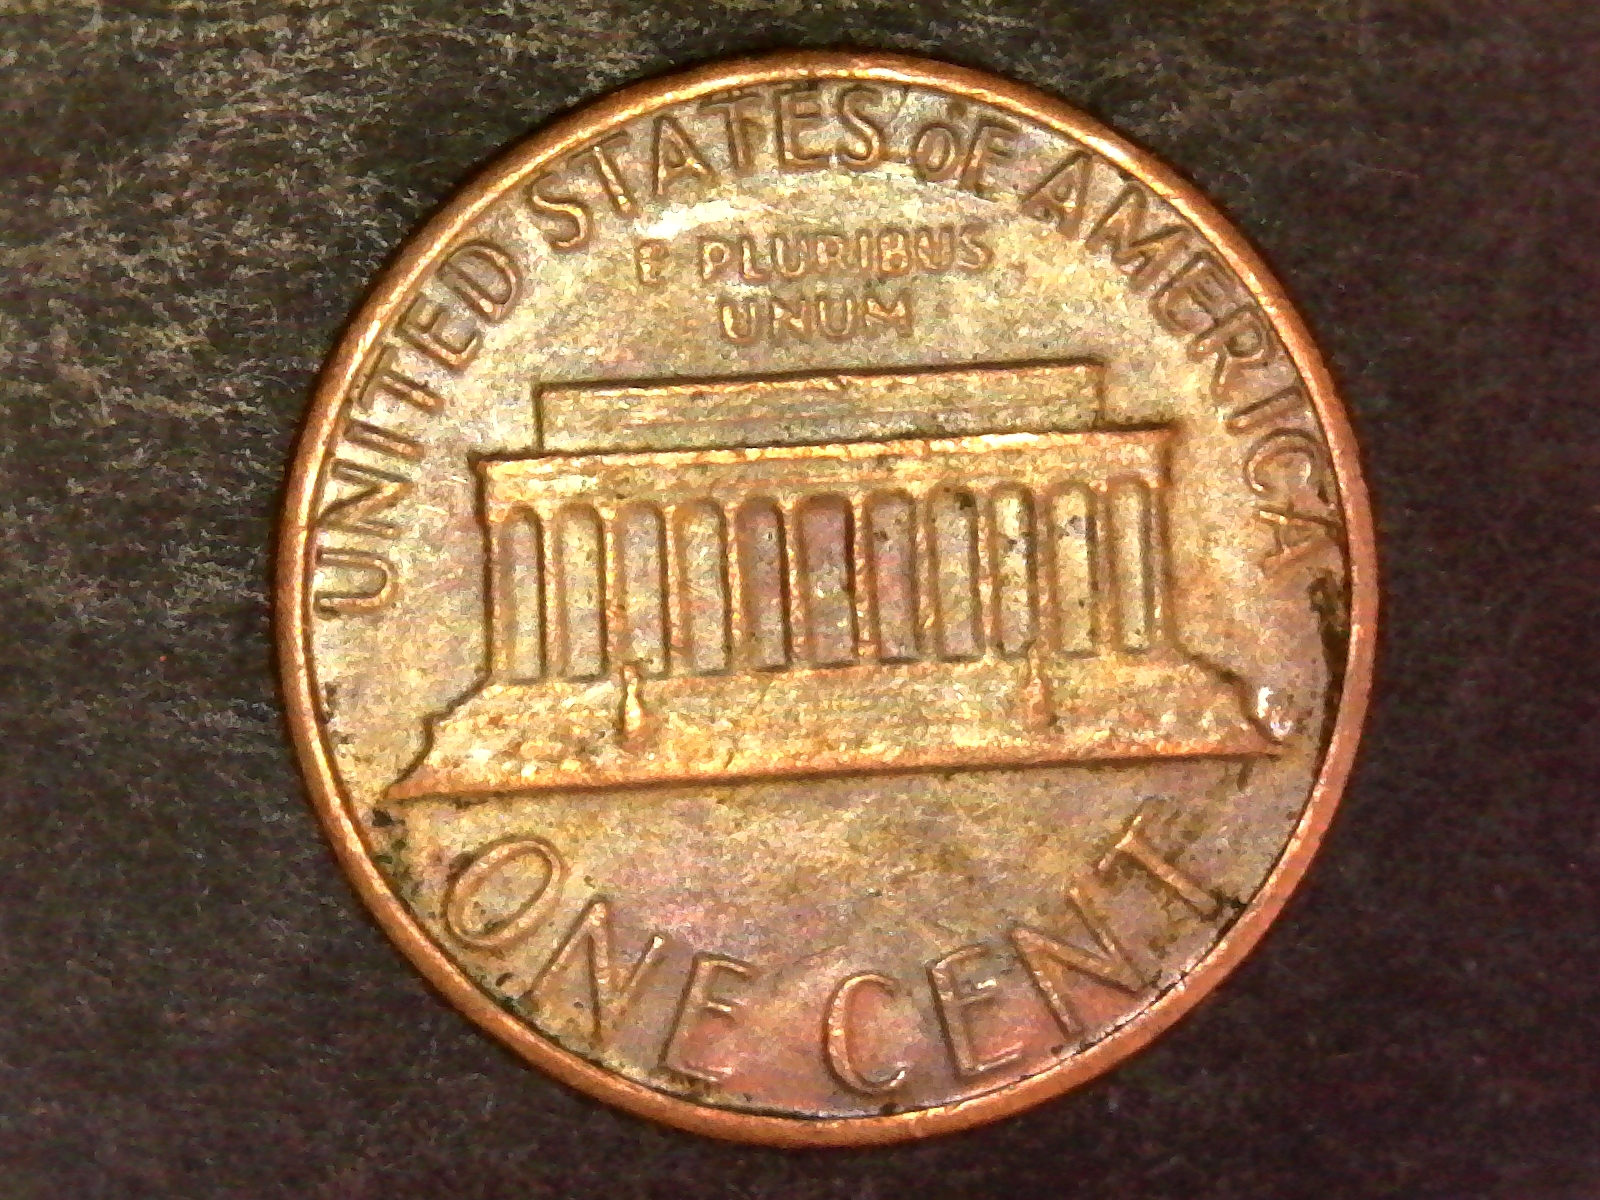 UNITED STATES oF AMERICA
E PLURIBUS
UNUM
ONE CENT